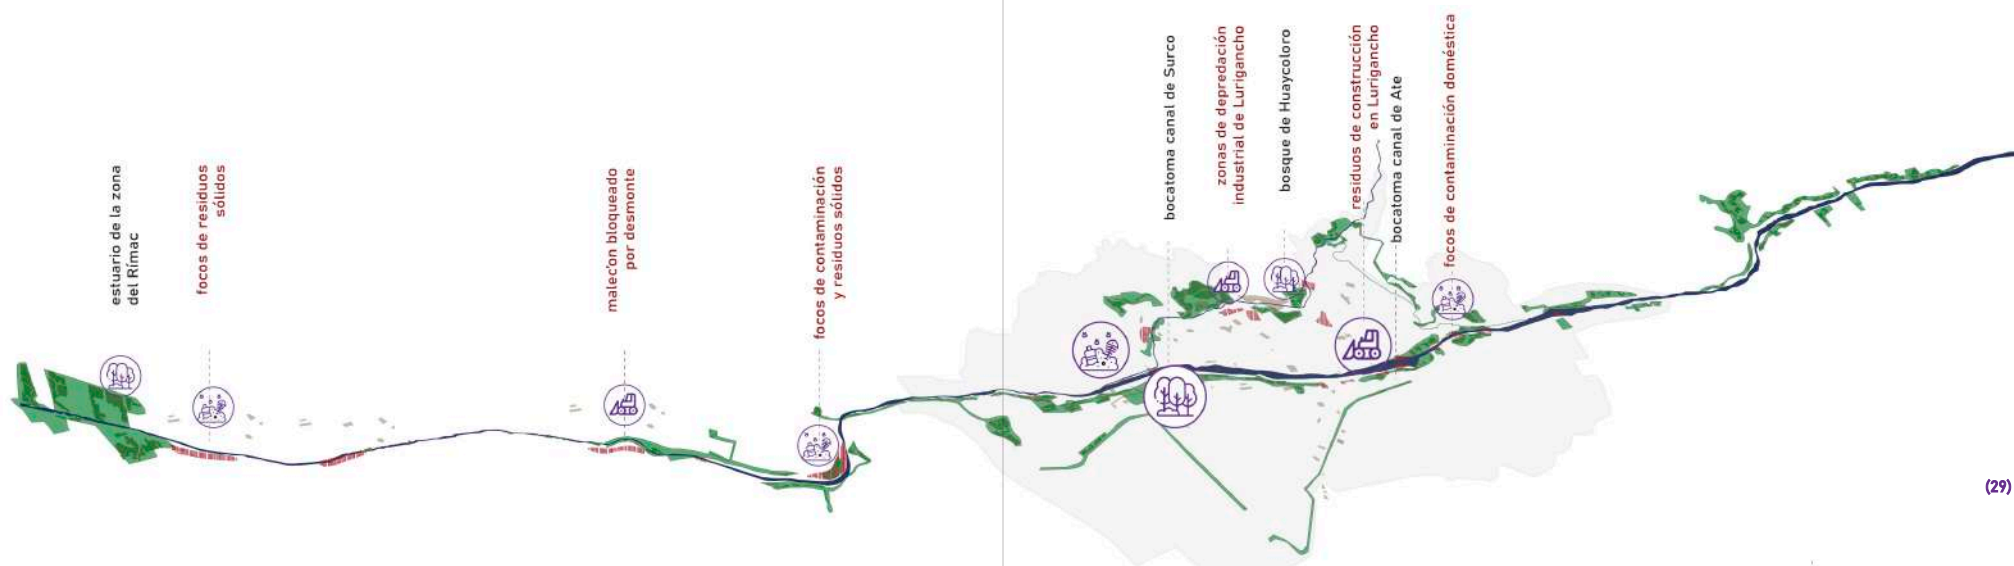 estuario de la zona
del Rímac
focos de residuos
sólidos
malec'on bloqueado
por desmonte
focos de contaminación
y residuos sólidos
bocatoma canal de Surco
zonas de depredación
industrial de Lurigancho
bosque de Huaycoloro
residuos de construcción
en Lurigancho
bocatoma canal de Ate
focos de contaminación doméstica
(29)